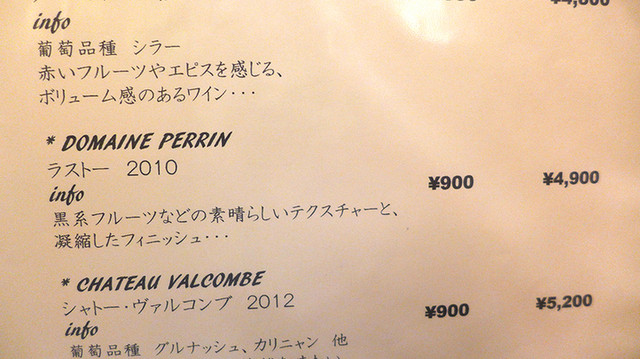 info
葡萄品種 シラー
赤いフルーツやエピスを感じる、
ボリューム感のあるワイン・・・
* DOMAINE PERRIN
ラストー 2010 ¥900 ¥4,900
info
黒系フルーツなどの素晴らしいテクスチャーと、
凝縮したフィニッシュ・・・
* CHATEAU VALCOMBE
シャトー・ヴァルコンブ 2012 ¥900 ¥5,200
info
葡萄品種 グルナッシュ、カリニャン 他